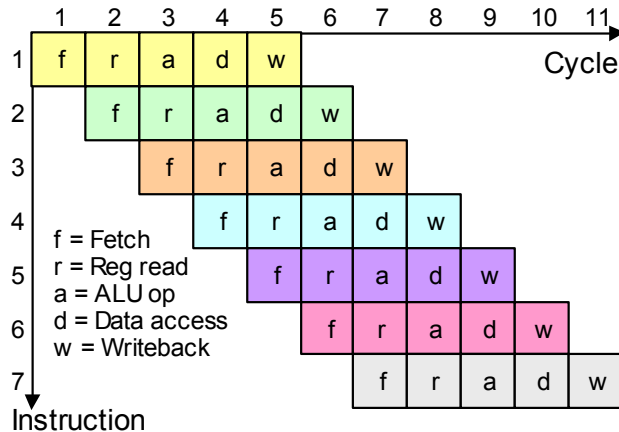 1 2 3 4 5 6 7 8 9 10 11
Cycle
1 f r a d w
2 f r a d w
3 f r a d w
4 f r a d w
f = Fetch
r = Reg read
5 f r a d w
a = ALU op
d = Data access
6 f r a d w
w = Writeback
7 f r a d w
Instruction